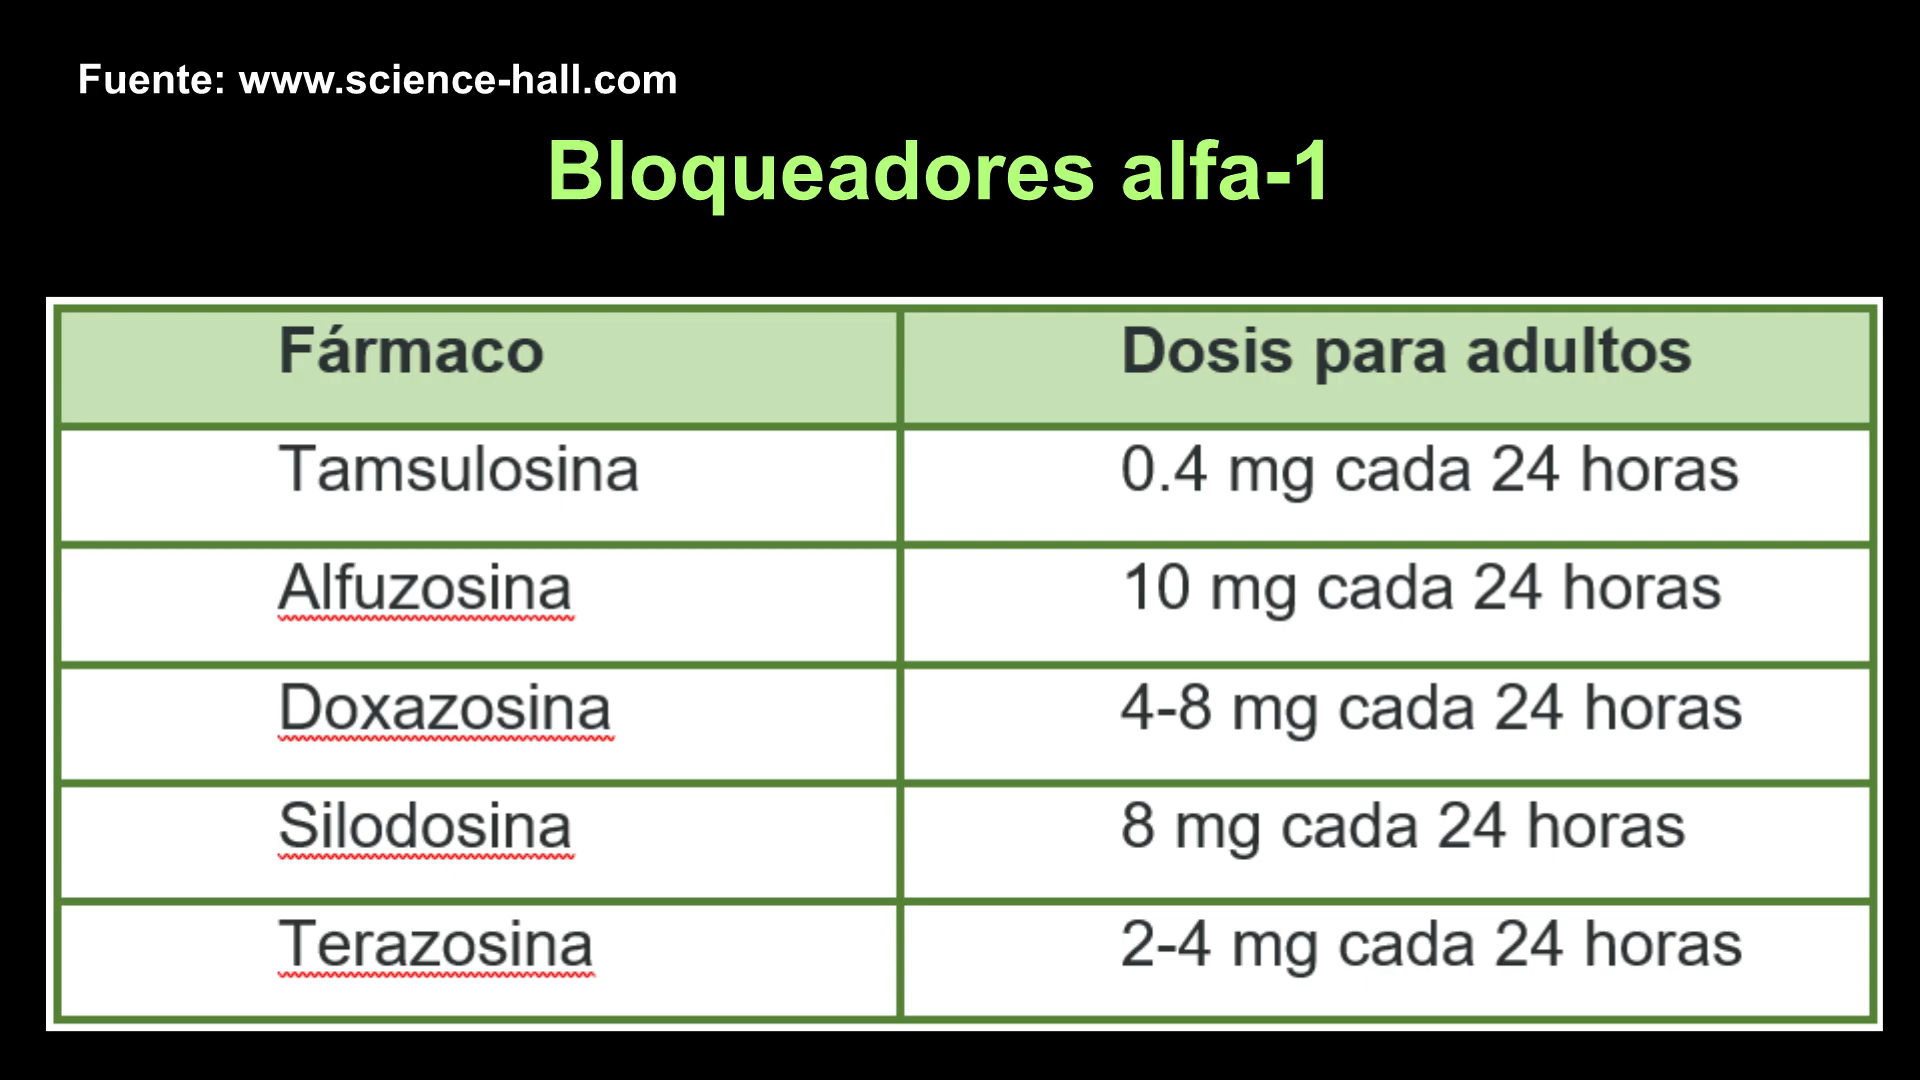 Fuente: www.science-hall.com
Bloqueadores alfa-1
Fármaco Dosis para adultos
Tamsulosina 0.4 mg cada 24 horas
Alfuzosina 10 mg cada 24 horas
Doxazosina 4-8 mg cada 24 horas
Silodosina 8 mg cada 24 horas
Terazosina 2-4 mg cada 24 horas